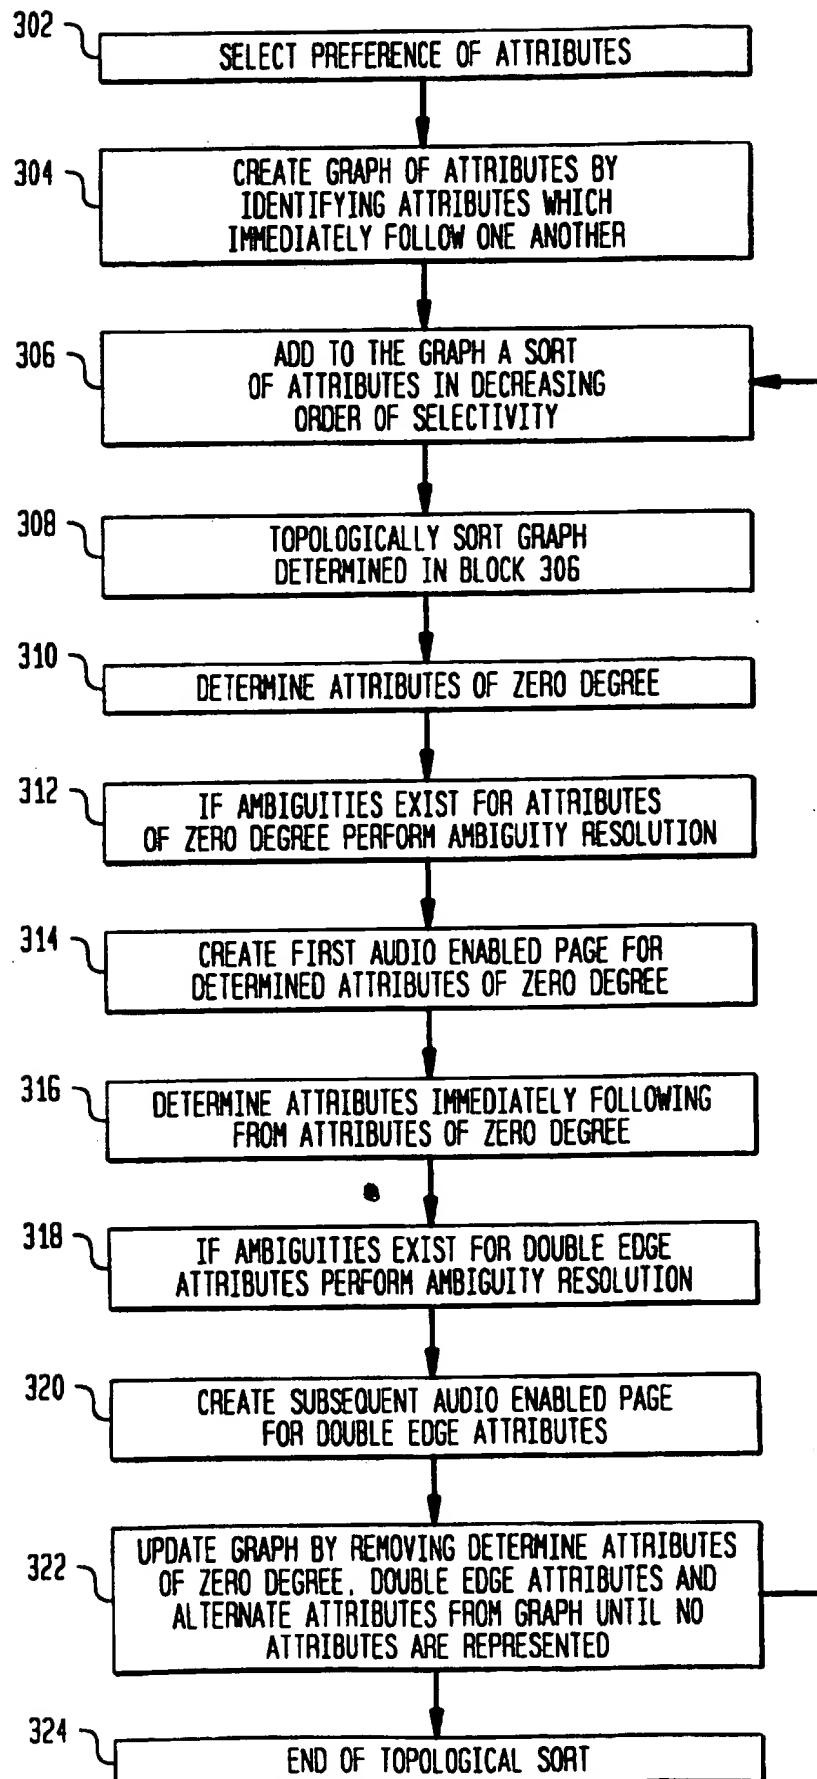 302
SELECT PREFERENCE OF ATTRIBUTES
304
CREATE GRAPH OF ATTRIBUTES BY
IDENTIFYING ATTRIBUTES WHICH
IMMEDIATELY FOLLOW ONE ANOTHER
306
ADD TO THE GRAPH A SORT
OF ATTRIBUTES IN DECREASING
ORDER OF SELECTIVITY
308
TOPOLOGICALLY SORT GRAPH
DETERMINED IN BLOCK 306
310
DETERMINE ATTRIBUTES OF ZERO DEGREE
312
IF AMBIGUITIES EXIST FOR ATTRIBUTES
OF ZERO DEGREE PERFORM AMBIGUITY RESOLUTION
314
CREATE FIRST AUDIO ENABLED PAGE FOR
DETERMINED ATTRIBUTES OF ZERO DEGREE
316
DETERMINE ATTRIBUTES IMMEDIATELY FOLLOWING
FROM ATTRIBUTES OF ZERO DEGREE
318
IF AMBIGUITIES EXIST FOR DOUBLE EDGE
ATTRIBUTES PERFORM AMBIGUITY RESOLUTION
320
CREATE SUBSEQUENT AUDIO ENABLED PAGE
FOR DOUBLE EDGE ATTRIBUTES
322
UPDATE GRAPH BY REMOVING DETERMINE ATTRIBUTES
OF ZERO DEGREE, DOUBLE EDGE ATTRIBUTES AND
ALTERNATE ATTRIBUTES FROM GRAPH UNTIL NO
ATTRIBUTES ARE REPRESENTED
324
END OF TOPOLOGICAL SORT